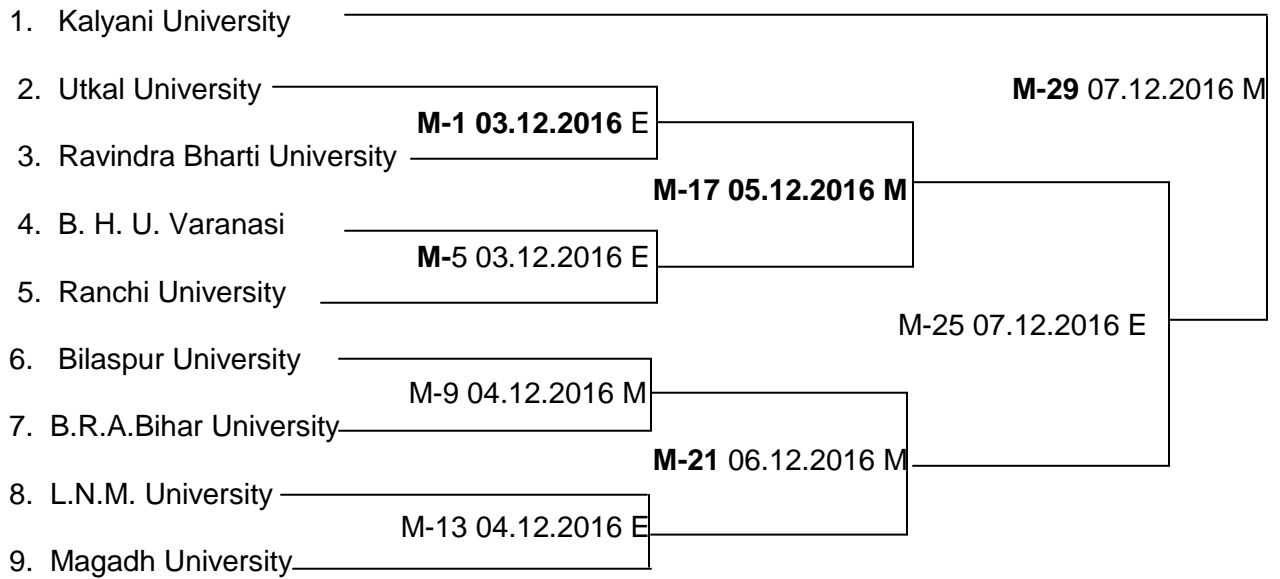 1. Kalyani University
2. Utkal University
M-29 07.12.2016 M
M-1 03.12.2016 E
3. Ravindra Bharti University
M-17 05.12.2016 M
4. B. H. U. Varanasi
M-5 03.12.2016 E
5. Ranchi University
M-25 07.12.2016 E
6. Bilaspur University
M-9 04.12.2016 M
7. B.R.A.Bihar University
M-21 06.12.2016 M
8. L.N.M. University
M-13 04.12.2016 E
9. Magadh University